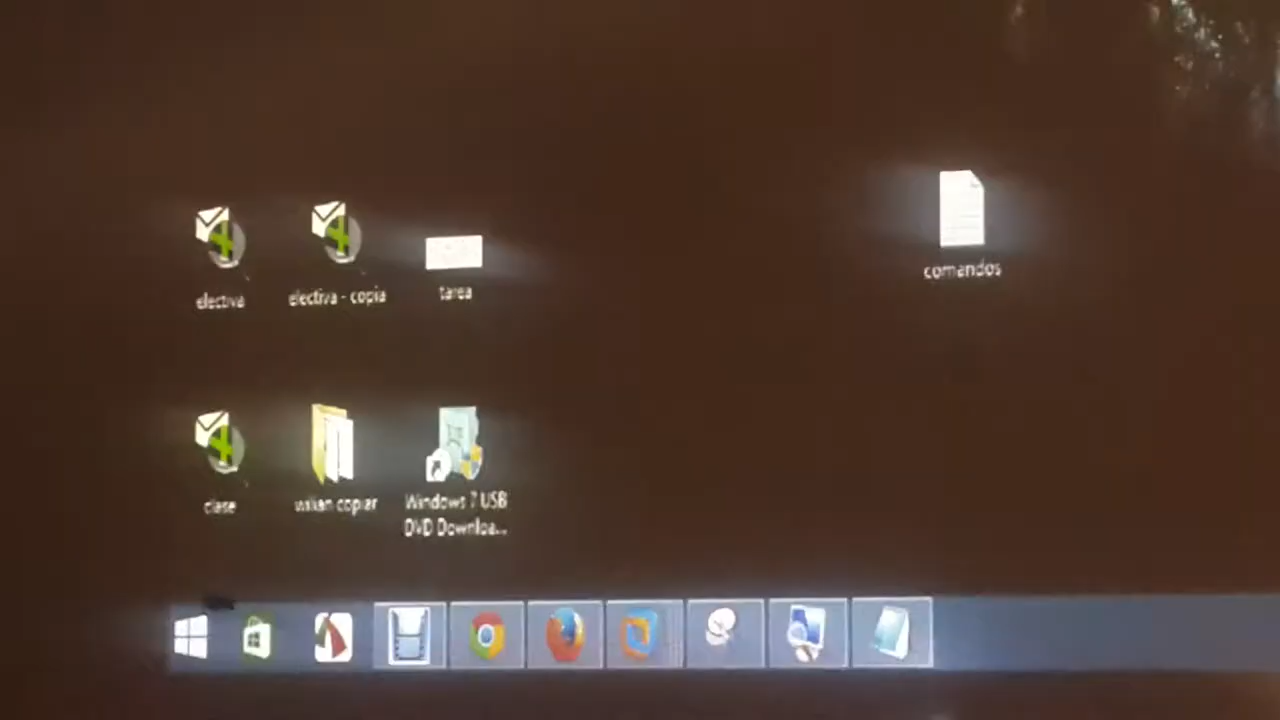 electiva
electiva - copia
tarea
comandos
clase
wilian copiar
Windows 7 USB
DVD Downloa...